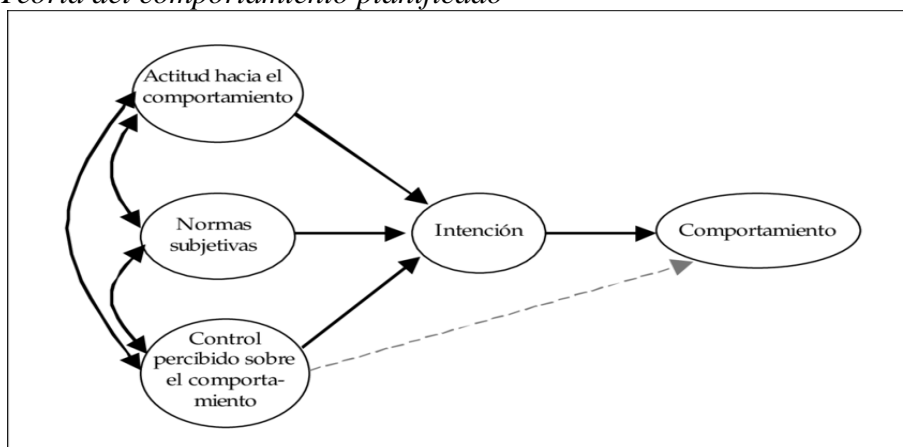 Teoría del comportamiento planificado
Actitud hacia el
comportamiento
Normas
subjetivas
Intención
Comportamiento
Control
percibido sobre
el comporta-
miento